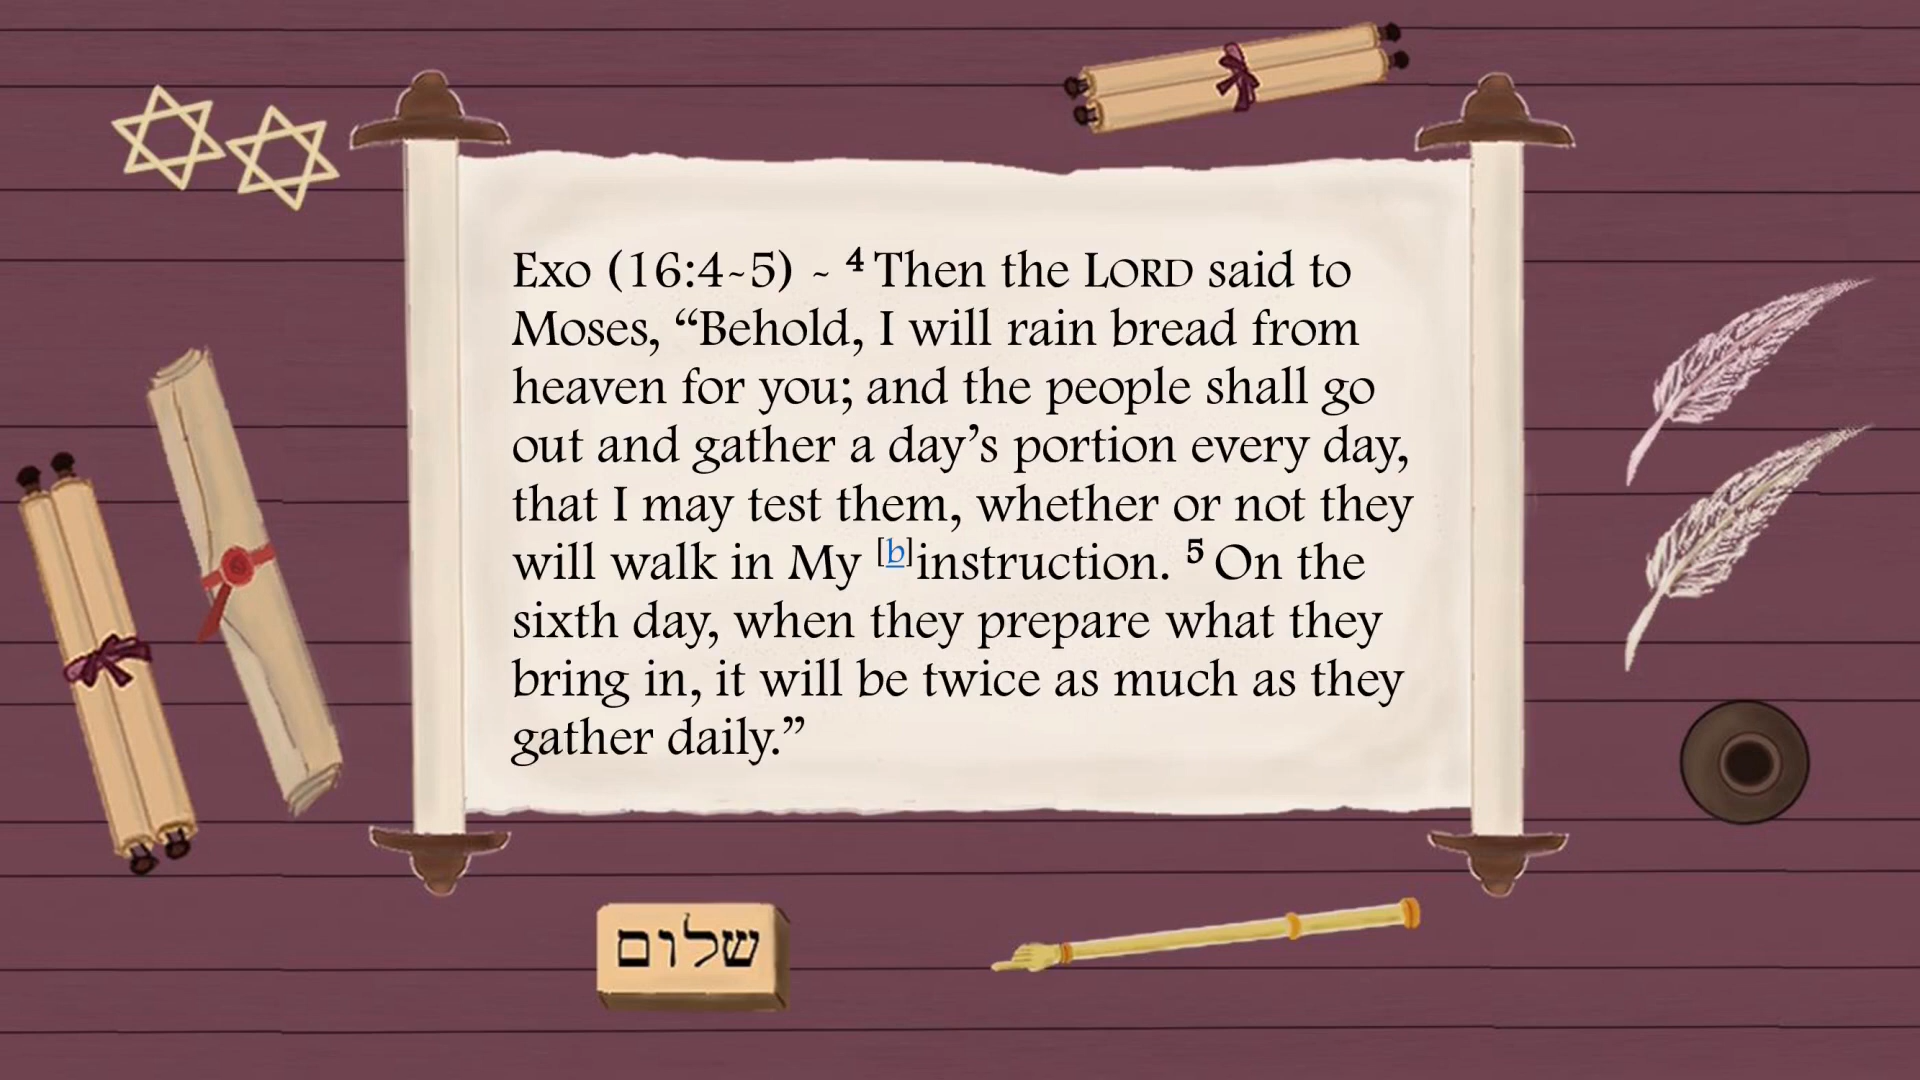 Exo (16:4-5) - 4 Then the LORD said to
Moses, “Behold, I will rain bread from
heaven for you; and the people shall go
out and gather a day’s portion every day,
that I may test them, whether or not they
will walk in My [b]instruction. 5 On the
sixth day, when they prepare what they
bring in, it will be twice as much as they
gather daily.”
שלום